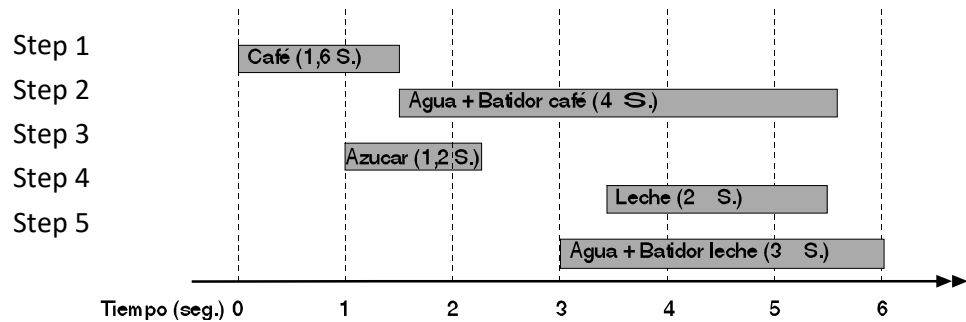 Step 1
Café (1,6 S.)
Step 2
Agua + Batidor café (4 S.)
Step 3
Azucar (1,2 S.)
Step 4
Leche (2 S.)
Step 5
Agua + Batidor leche (3 S.)
Tiempo (seg.) 0 1 2 3 4 5 6